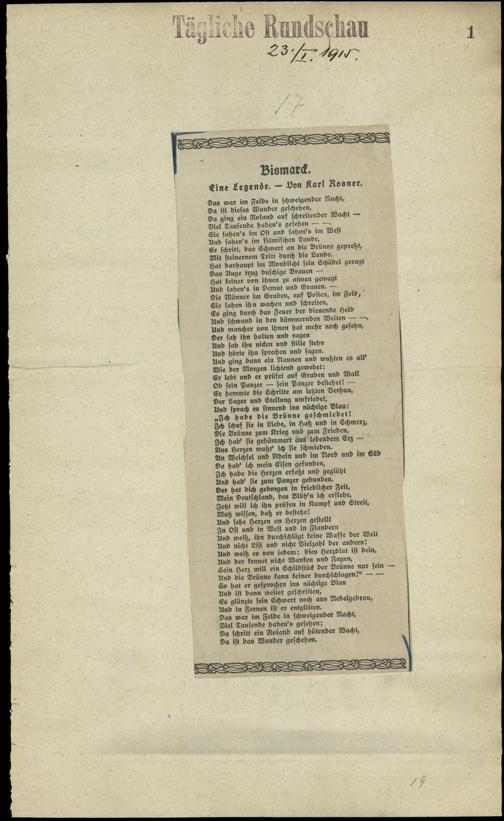 Tägliche Rundschau
1
23./I. 1915.
17
Bismarck.
Eine Legende. — Von Karl Rosner.
Das war im Felde in schweigender Nacht,
Da ist dieses Wunder geschehen,
Da ging ein Roland auf schreitender Wacht —
Viel Tausende haben's gesehen — —.
Sie sahen's im Ost und sahen's im West
Und sahen's im flämischen Lande,
Er schritt, das Schwert an die Brünne gepreßt,
Mit steinernem Tritt durch die Lande.
Hat barhaupt im Mondlicht sein Schädel geragt
Das Auge trug buschige Brauen —
Hat keiner von ihnen zu atmen gewagt
Und sahen's in Demut und Grauen. —
Die Männer im Graben, auf Posten, im Feld,
Sie sahen ihn wachen und schreiten,
Es ging durch das Feuer der dienende Held
Und schwand in den dämmernden Weiten — —,
Und mancher von ihnen hat mehr noch gesehn,
Der sah ihn halten und ragen
Und sah ihn nicken und stille stehn
Und hörte ihn sprechen und sagen.
Und ging dann ein Raunen und wußten es all'
Wie der Morgen lichtend gewehet:
Er lebt und er prüfet auf Graben und Wall
Ob sein Panzer — sein Panzer bestehet! —
Er hemmte die Schritte am letzten Verhau,
Der Lager und Stellung umfriedet,
Und sprach es sinnend ins nächtige Blau:
„Ich habe die Brünne geschmiedet!
Ich schuf sie in Liebe, in Haß und in Schmerz,
Die Brünne zum Krieg und zum Frieden,
Ich hab' sie gehämmert aus lebendem Erz —
Aus Herzen mußt' ich sie schmieden.
An Weichsel und Rhein und im Nord und im Süd
Da hab' ich mein Eisen gefunden,
Ich habe die Herzen erfaßt und geglüht
Und hab' sie zum Panzer gebunden.
Der hat dich geborgen in friedlicher Zeit,
Mein Deutschland, des Blüh'n ich erflehe,
Jetzt will ich ihn prüfen in Kampf und Streit,
Muß wissen, daß er bestehe!
Und sehe Herzen an Herzen gestellt
In Ost und in West und in Flandern
Und weiß, ihn durchschlägt keine Waffe der Welt
Und nicht List und nicht Vielzahl der andern!
Und weiß es von jedem: dies Herzblut ist dein,
Und der kennet nicht Wanken und Zagen,
Sein Herz will ein Schildstück der Brünne nur sein —
Und die Brünne kann keiner durchschlagen!" — —
So hat er gesprochen ins nächtige Blau
Und ist dann weiter geschritten,
Es glänzte sein Schwert noch aus Nebelgebrau,
Und in Fernen ist er entglitten.
Das war im Felde in schweigender Nacht,
Viel Tausende haben's gesehen;
Da schritt ein Roland auf hütender Wacht,
Da ist das Wunder geschehen.
19